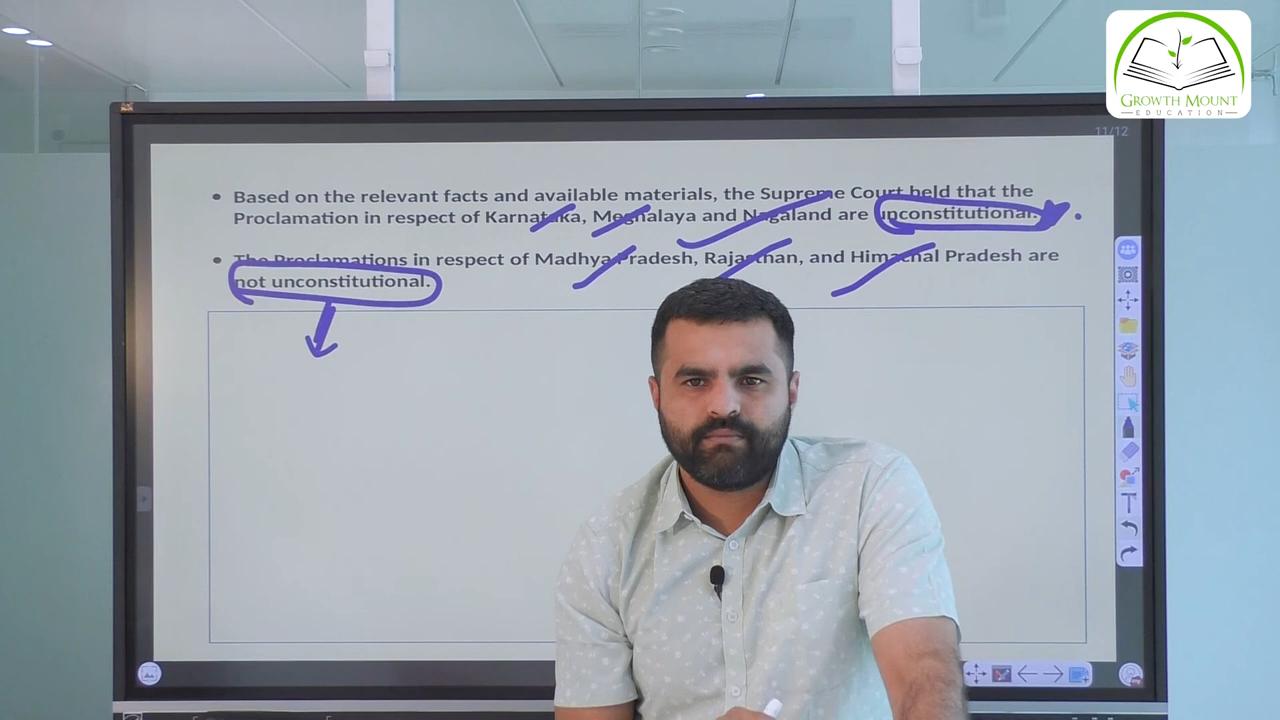 GROWTH MOUNT
EDUCATION
11/12
• Based on the relevant facts and available materials, the Supreme Court held that the
Proclamation in respect of Karnataka, Meghalaya and Nagaland are unconstitutional.
• The Proclamations in respect of Madhya Pradesh, Rajasthan, and Himachal Pradesh are
not unconstitutional.